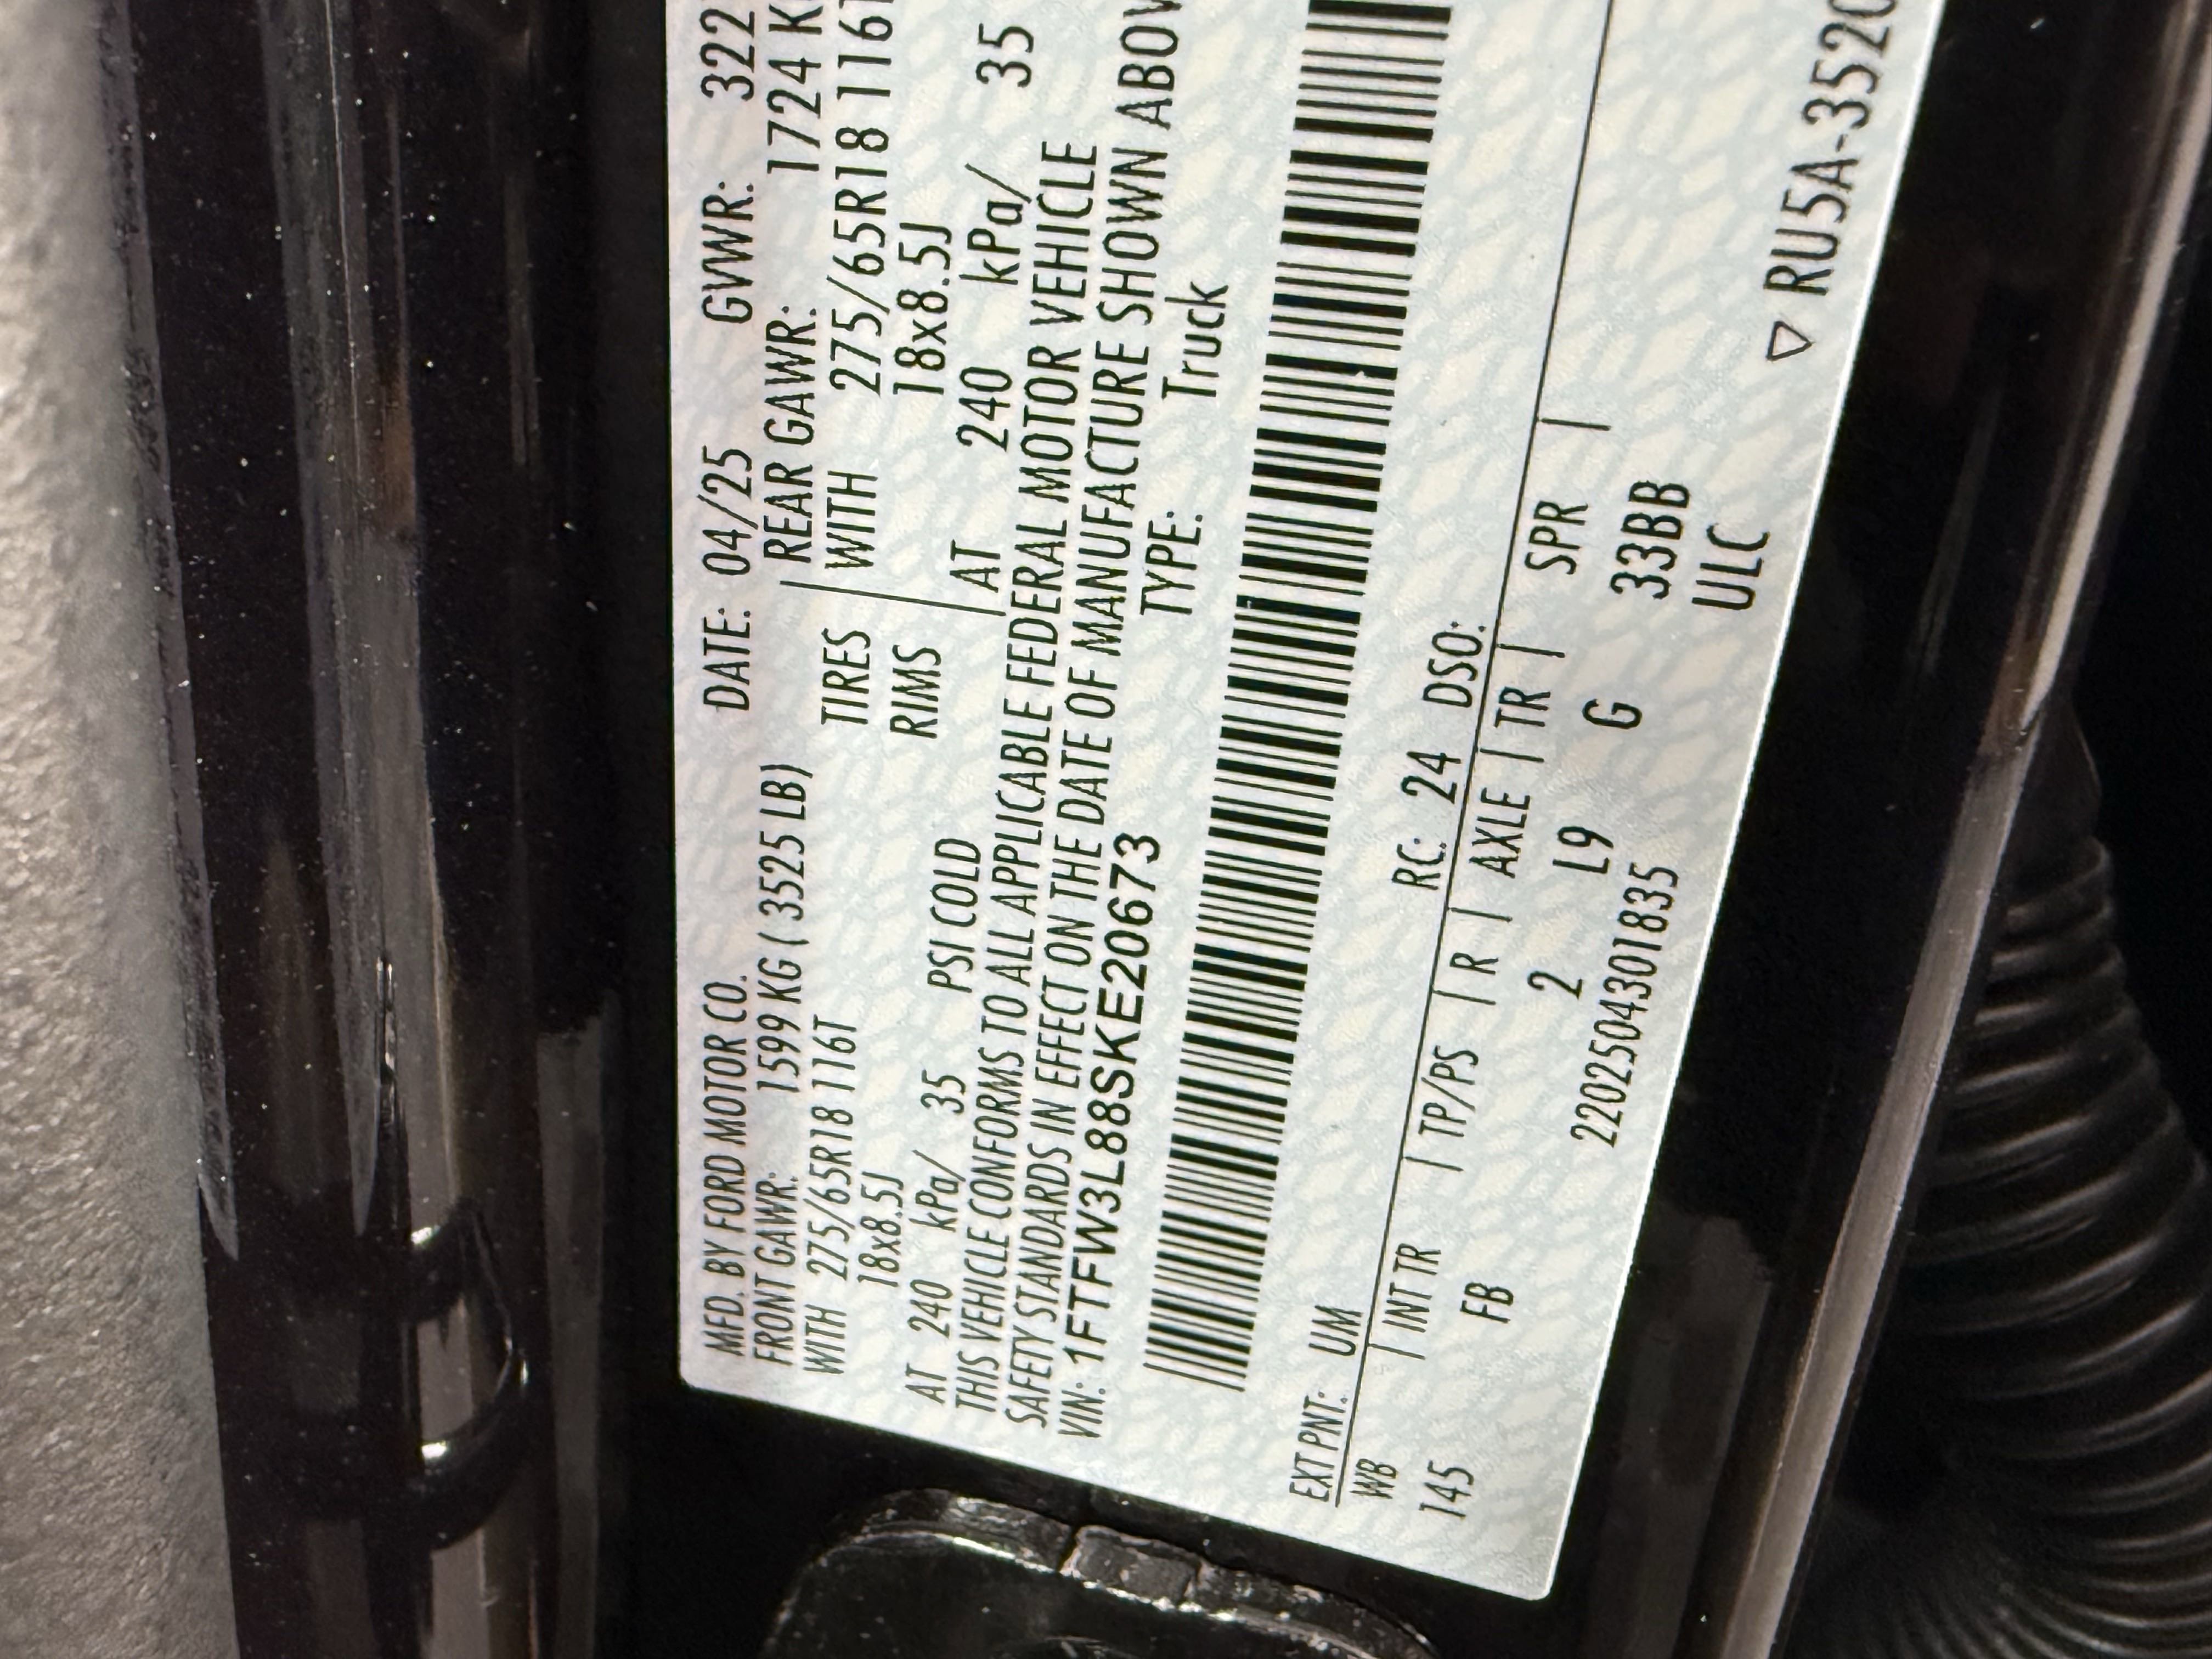 MFD. BY FORD MOTOR CO. DATE: 04/25 GVWR: 322
FRONT GAWR: 1599 KG ( 3525 LB) REAR GAWR: 1724 K
WITH 275/65R18 116T TIRES WITH 275/65R18 116T
18x8.5J RIMS 18x8.5J
AT 240 kPa/ 35 PSI COLD AT 240 kPa/ 35
THIS VEHICLE CONFORMS TO ALL APPLICABLE FEDERAL MOTOR VEHICLE
SAFETY STANDARDS IN EFFECT ON THE DATE OF MANUFACTURE SHOWN ABOV
VIN: 1FTFW3L88SKE20673 TYPE: Truck
EXT PNT: UM RC: 24 DSO:
WB | INT TR | TP/PS | R | AXLE | TR | SPR |
145 FB 2 L9 G 33BB
220250430183​5 ULC
▽ RU5A-3520